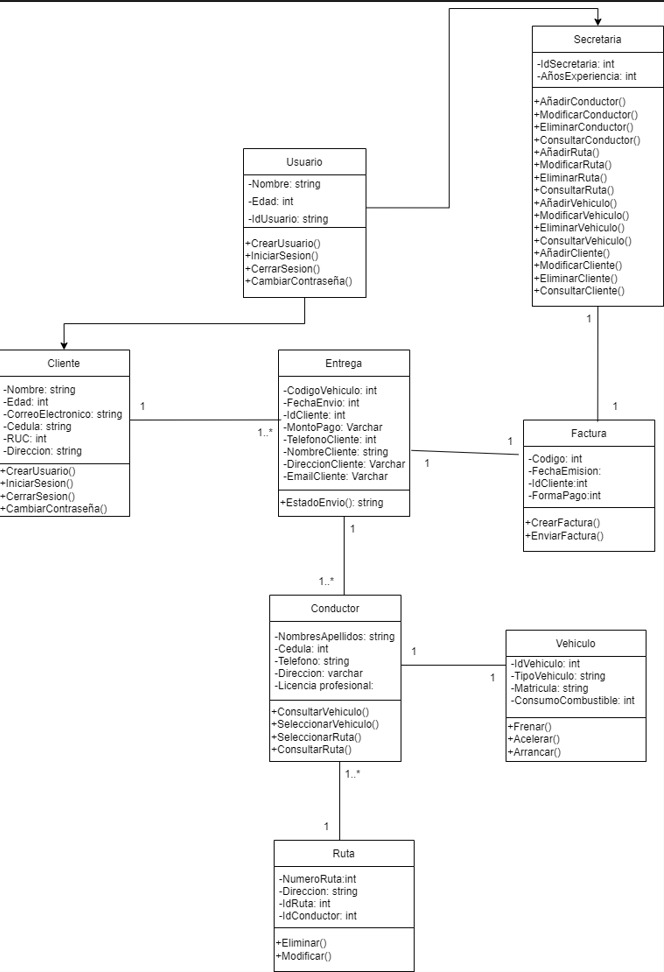 Secretaria
-IdSecretaria: int
-AñosExperiencia: int
+AñadirConductor()
+ModificarConductor()
+EliminarConductor()
+ConsultarConductor()
+AñadirRuta()
+ModificarRuta()
+EliminarRuta()
+ConsultarRuta()
+AñadirVehiculo()
+ModificarVehiculo()
+EliminarVehiculo()
+ConsultarVehiculo()
+AñadirCliente()
+ModificarCliente()
+EliminarCliente()
+ConsultarCliente()
Usuario
-Nombre: string
-Edad: int
-IdUsuario: string
+CrearUsuario()
+IniciarSesion()
+CerrarSesion()
+CambiarContraseña()
1
1
Cliente
-Nombre: string
-Edad: int
-CorreoElectronico: string
-Cedula: string
-RUC: int
-Direccion: string
+CrearUsuario()
+IniciarSesion()
+CerrarSesion()
+CambiarContraseña()
1
1..*
Entrega
-CodigoVehiculo: int
-FechaEnvio: int
-IdCliente: int
-MontoPago: Varchar
-TelefonoCliente: int
-NombreCliente: string
-DireccionCliente: Varchar
-EmailCliente: Varchar
+EstadoEnvio(): string
1
1
Factura
-Codigo: int
-FechaEmision:
-IdCliente:int
-FormaPago:int
+CrearFactura()
+EnviarFactura()
1
1..*
Conductor
-NombresApellidos: string
-Cedula: int
-Telefono: string
-Direccion: varchar
-Licencia profesional:
+ConsultarVehiculo()
+SeleccionarVehiculo()
+SeleccionarRuta()
+ConsultarRuta()
1
1
Vehiculo
-IdVehiculo: int
-TipoVehiculo: string
-Matricula: string
-ConsumoCombustible: int
+Frenar()
+Acelerar()
+Arrancar()
1..*
1
Ruta
-NumeroRuta:int
-Direccion: string
-IdRuta: int
-IdConductor: int
+Eliminar()
+Modificar()